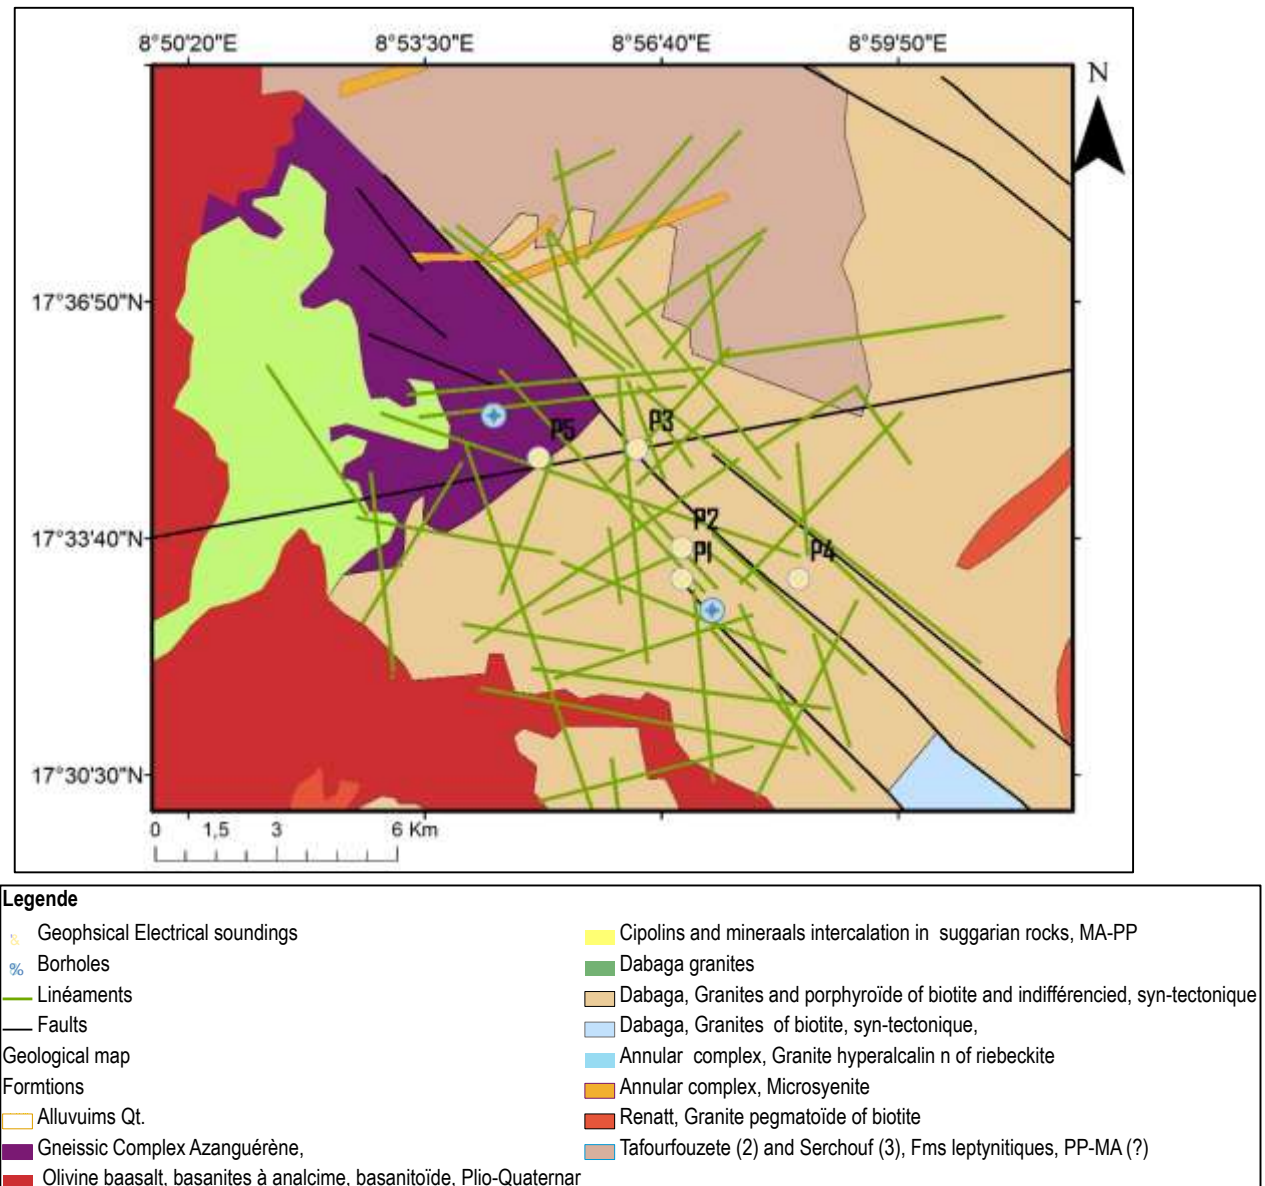 8°50'20"E 8°53'30"E 8°56'40"E 8°59'50"E
N
17°36'50"N
P5
P3
17°33'40"N
P2
P1
P4
17°30'30"N
0 1,5 3 6 Km
Legende
Geophsical Electrical soundings
% Borholes
Linéaments
Faults
Geological map
Formtions
Alluvuims Qt.
Gneissic Complex Azanguérène,
Olivine baasalt, basanites à analcime, basanitoïde, Plio-Quaternar
Cipolins and mineraals intercalation in suggarian rocks, MA-PP
Dabaga granites
Dabaga, Granites and porphyroïde of biotite and indifférencied, syn-tectonique
Dabaga, Granites of biotite, syn-tectonique,
Annular complex, Granite hyperalcalin n of riebeckite
Annular complex, Microsyenite
Renatt, Granite pegmatoïde of biotite
Tafourfouzete (2) and Serchouf (3), Fms leptynitiques, PP-MA (?)